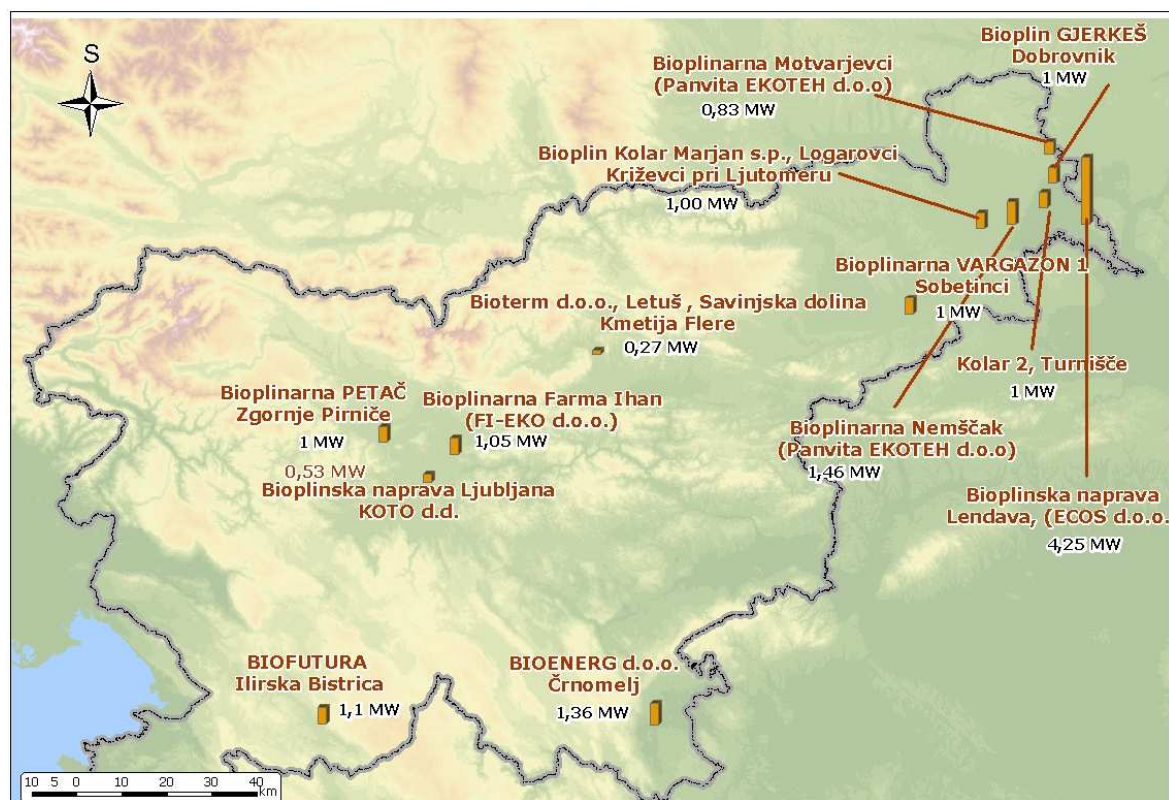 S
Bioplin GJERKEŠ
Dobrovnik
1 MW
Bioplinarna Motvarjevci
(Panvita EKOTEH d.o.o)
0,83 MW
Bioplin Kolar Marjan s.p., Logarovci
Križevci pri Ljutomeru
1,00 MW
Bioplinarna VARGAZON 1
Sobetinci
1 MW
Bioterm d.o.o., Letuš , Savinjska dolina
Kmetija Flere
0,27 MW
Kolar 2, Turnišče
1 MW
Bioplinarna PETAČ
Zgornje Pirniče
1 MW
Bioplinarna Farma Ihan
(FI-EKO d.o.o.)
1,05 MW
0,53 MW
Bioplinska naprava Ljubljana
KOTO d.d.
Bioplinarna Nemščak
(Panvita EKOTEH d.o.o)
1,46 MW
Bioplinska naprava
Lendava, (ECOS d.o.o.
4,25 MW
BIOFUTURA
Ilirska Bistrica
1,1 MW
BIOENERG d.o.o.
Črnomelj
1,36 MW
10 5 0 10 20 30 40
km